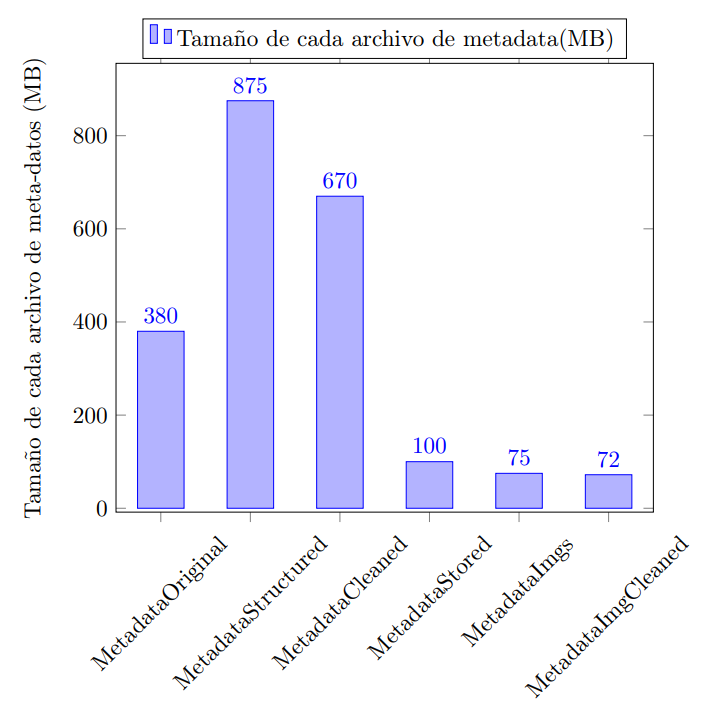 Tamaño de cada archivo de metadata(MB)
Tamaño de cada archivo de meta-datos (MB)
800
600
400
200
0
380
875
670
100
75
72
MetadataOriginal
MetadataStructured
MetadataCleaned
MetadataStored
MetadataImgs
MetadataImgCleaned